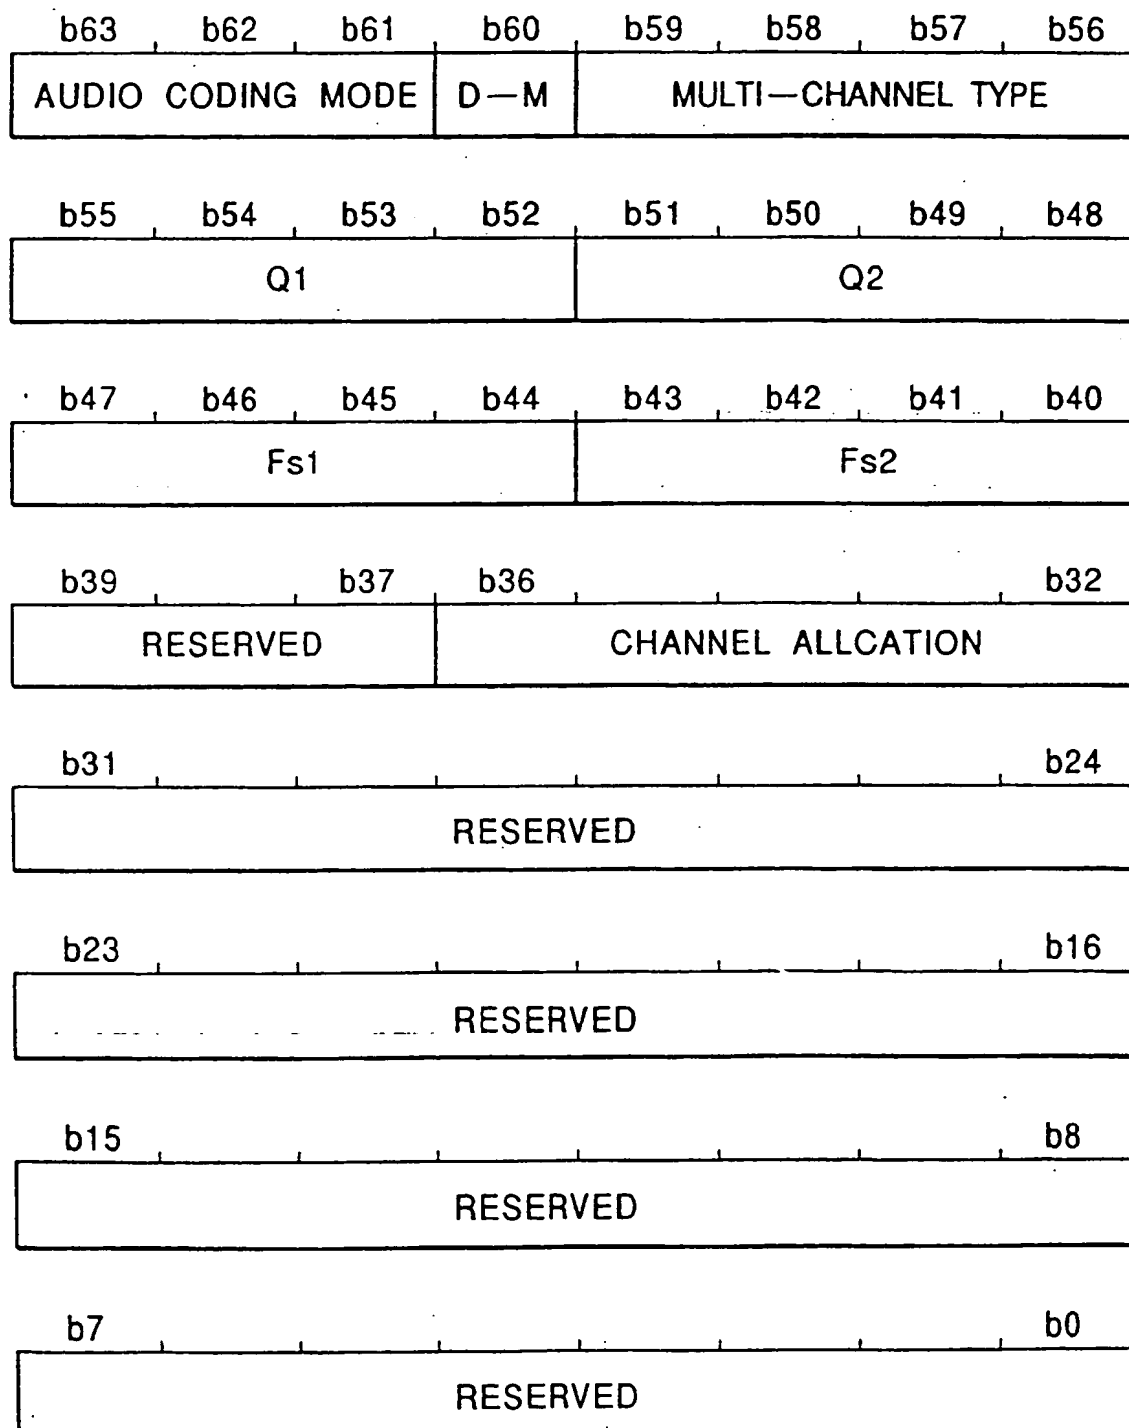 b63 b62 b61 b60 b59 b58 b57 b56
AUDIO CODING MODE D—M MULTI—CHANNEL TYPE
b55 b54 b53 b52 b51 b50 b49 b48
Q1 Q2
b47 b46 b45 b44 b43 b42 b41 b40
Fs1 Fs2
b39 b37 b36 b32
RESERVED CHANNEL ALLCATION
b31 b24
RESERVED
b23 b16
RESERVED
b15 b8
RESERVED
b7 b0
RESERVED